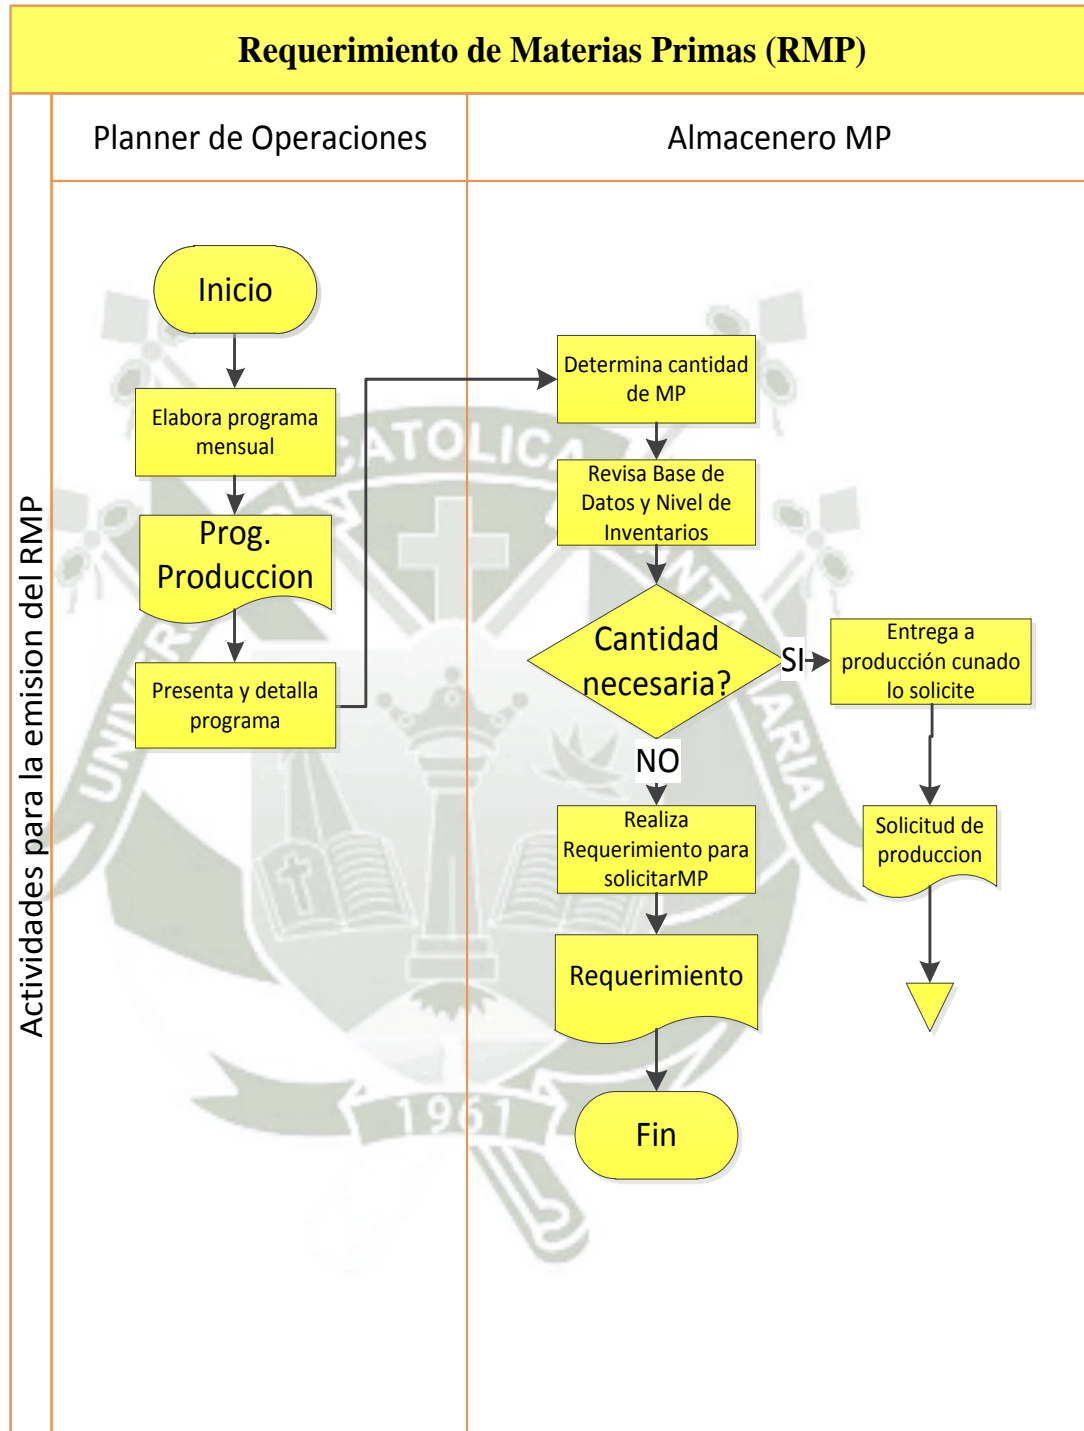 Requerimiento de Materias Primas (RMP)
Planner de Operaciones
Almacenero MP
Actividades para la emision del RMP
Inicio
Elabora programa
mensual
Prog.
Produccion
Presenta y detalla
programa
Determina cantidad
de MP
Revisa Base de
Datos y Nivel de
Inventarios
Cantidad
necesaria?
SI
Entrega a
producción cunado
lo solicite
Solicitud de
produccion
NO
Realiza
Requerimiento para
solicitarMP
Requerimiento
Fin
CATOLICA
1961